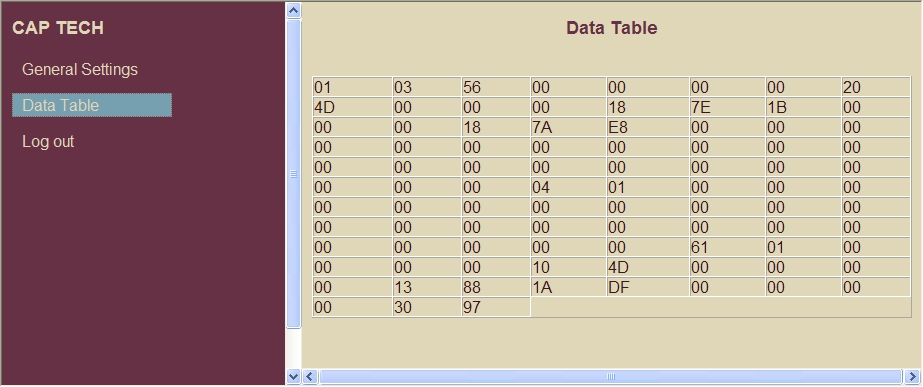 CAP TECH
General Settings
Data Table
Log out
Data Table
01 03 56 00 00 00 00 20
4D 00 00 00 18 7E 1B 00
00 00 18 7A E8 00 00 00
00 00 00 00 00 00 00 00
00 00 00 00 00 00 00 00
00 00 00 04 01 00 00 00
00 00 00 00 00 00 00 00
00 00 00 00 00 00 00 00
00 00 00 00 00 61 01 00
00 00 00 10 4D 00 00 00
00 13 88 1A DF 00 00 00
00 30 97